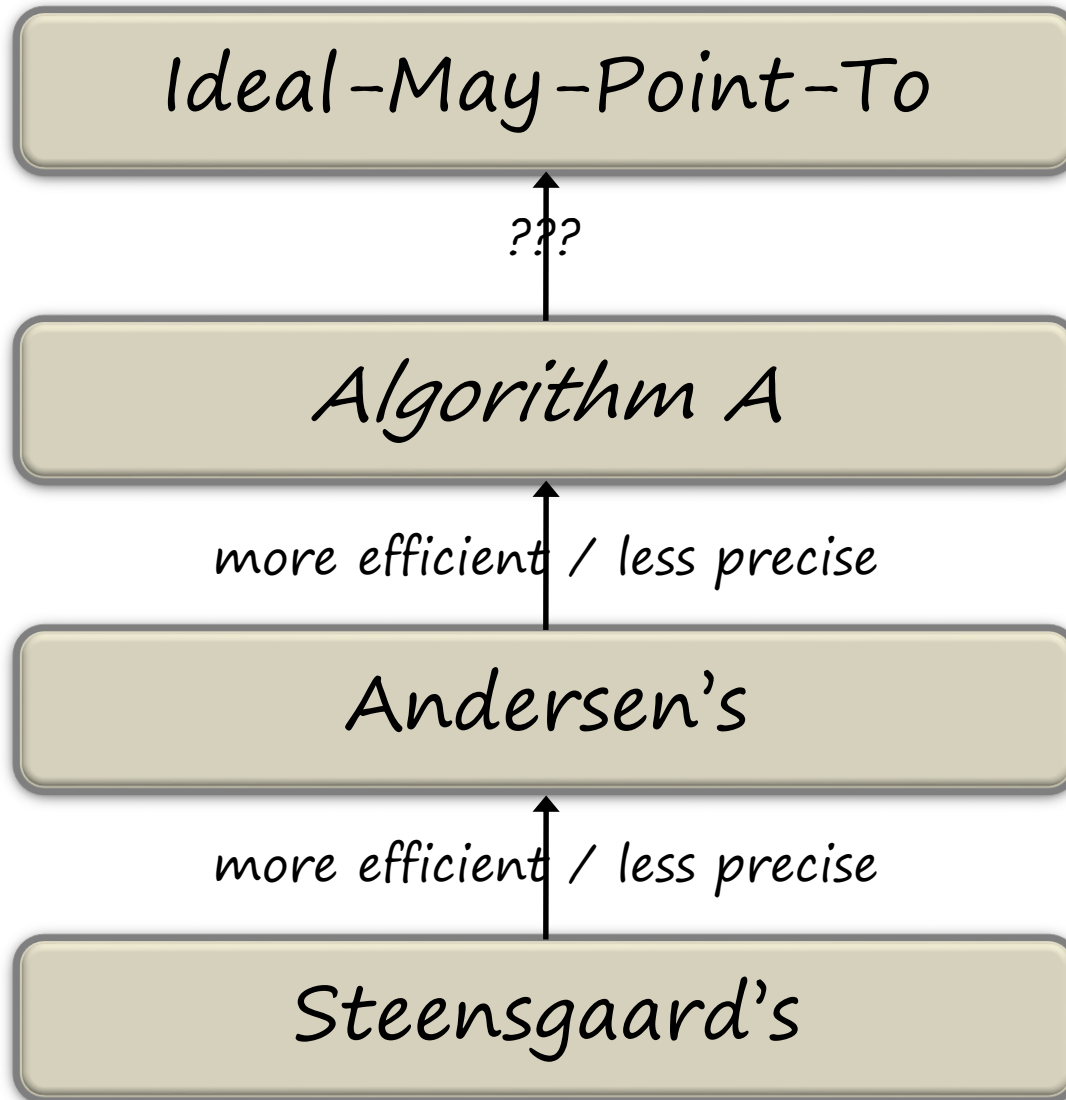 Ideal-May-Point-To
???
Algorithm A
more efficient / less precise
Andersen’s
more efficient / less precise
Steensgaard’s